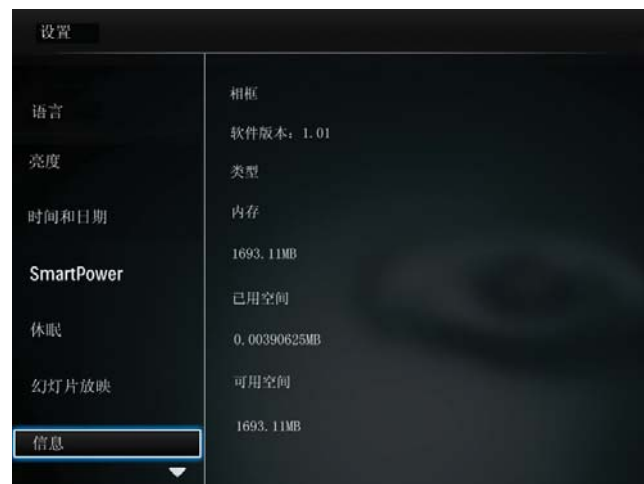 设置
语言
亮度
时间和日期
SmartPower
休眠
幻灯片放映
信息
相框
软件版本：1.01
类型
内存
1693.11MB
已用空间
0.00390625MB
可用空间
1693.11MB